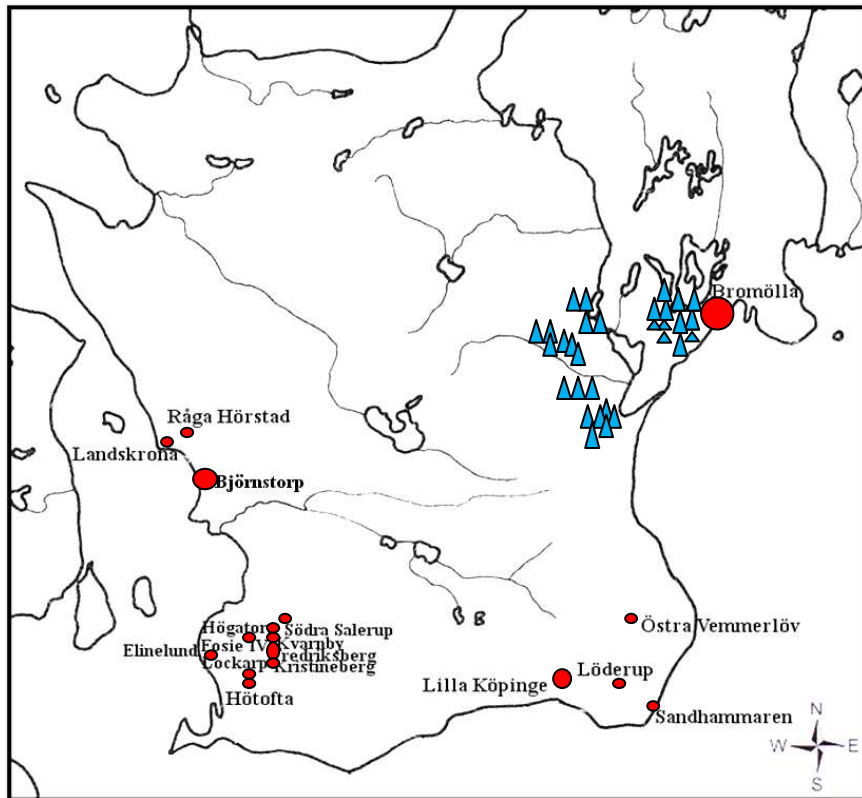 Bromölla
Råga Hörstad
Landskrona
Björnstorp
Högatorp
Södra Salerup
Östra Vemmerlöv
Kvarnby
Elinelund
Fosie IV
Fredriksberg
Lockarp
Kristineberg
Löderup
Lilla Köpinge
Hötofta
Sandhammaren
N
W
E
S